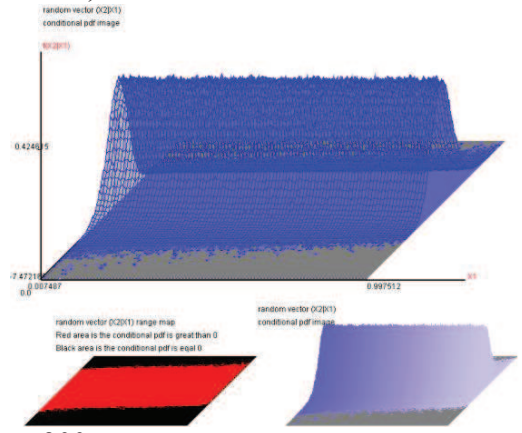 random vector (X2|X1)
conditional pdf image
f(X2|X1)
0.424615
-7.47218
0.0
0.007487
0.997512
X1
random vector (X2|X1) range map
Red area is the conditional pdf is great than 0
Black area is the conditional pdf is eqal 0
random vector (X2|X1)
conditional pdf image